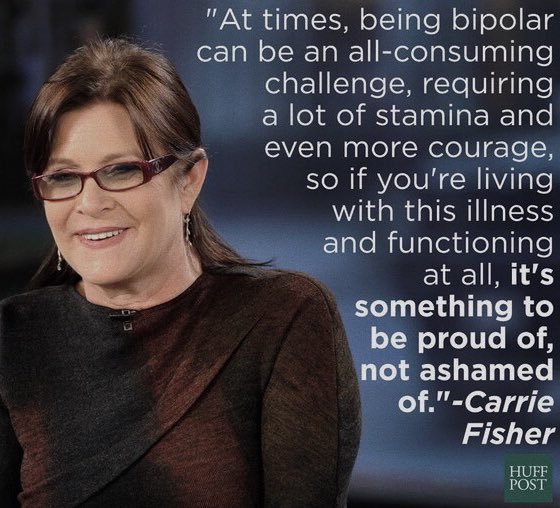 "At times, being bipolar
can be an all-consuming
challenge, requiring
a lot of stamina and
even more courage,
so if you're living
with this illness
and functioning
at all, it's
something to
be proud of,
not ashamed
of."-Carrie
Fisher
HUFF
POST